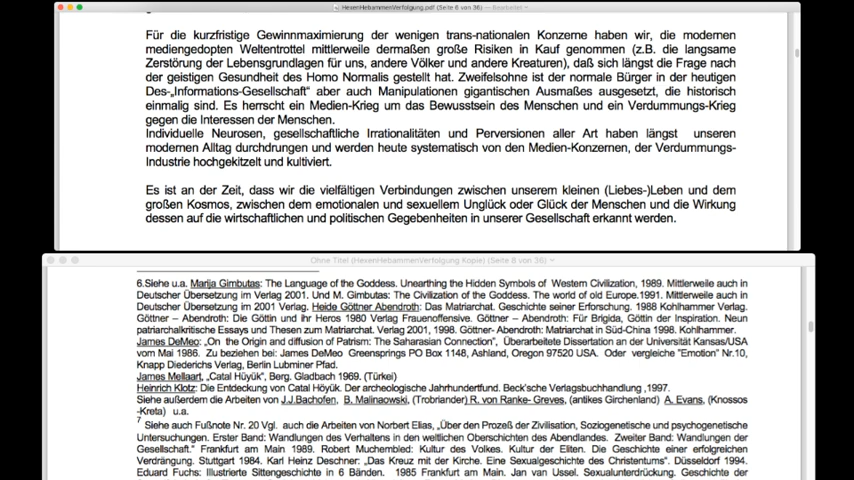 HexenHebammenVerfolgung.pdf (Seite 6 von 36) — Bearbeitet
Für die kurzfristige Gewinnmaximierung der wenigen trans-nationalen Konzerne haben wir, die modernen
mediengedopten Weltentrottel mittlerweile dermaßen große Risiken in Kauf genommen (z.B. die langsame
Zerstörung der Lebensgrundlagen für uns, andere Völker und andere Kreaturen), daß sich längst die Frage nach
der geistigen Gesundheit des Homo Normalis gestellt hat. Zweifelsohne ist der normale Bürger in der heutigen
Des-„Informations-Gesellschaft“ aber auch Manipulationen gigantischen Ausmaßes ausgesetzt, die historisch
einmalig sind. Es herrscht ein Medien-Krieg um das Bewusstsein des Menschen und ein Verdummungs-Krieg
gegen die Interessen der Menschen.
Individuelle Neurosen, gesellschaftliche Irrationalitäten und Perversionen aller Art haben längst unseren
modernen Alltag durchdrungen und werden heute systematisch von den Medien-Konzernen, der Verdummungs-
Industrie hochgekitzelt und kultiviert.
Es ist an der Zeit, dass wir die vielfältigen Verbindungen zwischen unserem kleinen (Liebes-)Leben und dem
großen Kosmos, zwischen dem emotionalen und sexuellem Unglück oder Glück der Menschen und die Wirkung
dessen auf die wirtschaftlichen und politischen Gegebenheiten in unserer Gesellschaft erkannt werden.
Ohne Titel (HexenHebammenVerfolgung Kopie) (Seite 8 von 36)
6.Siehe u.a. Marija Gimbutas: The Language of the Goddess. Unearthing the Hidden Symbols of Western Civilization, 1989. Mittlerweile auch in
Deutscher Übersetzung im Verlag 2001. Und M. Gimbutas: The Civilization of the Goddess. The world of old Europe.1991. Mittlerweile auch in
Deutscher Übersetzung im 2001 Verlag. Heide Göttner Abendroth: Das Matriarchat. Geschichte seiner Erforschung. 1988 Kohlhammer Verlag.
Göttner – Abendroth: Die Göttin und ihr Heros 1980 Verlag Frauenoffensive. Göttner – Abendroth: Für Brigida, Göttin der Inspiration. Neun
patriarchalkritische Essays und Thesen zum Matriarchat. Verlag 2001, 1998. Göttner- Abendroth: Matriarchat in Süd-China 1998. Kohlhammer.
James DeMeo: „On the Origin and diffusion of Patrism: The Saharasian Connection”, Überarbeitete Dissertation an der Universität Kansas/USA
vom Mai 1986. Zu beziehen bei: James DeMeo Greensprings PO Box 1148, Ashland, Oregon 97520 USA. Oder vergleiche "Emotion" Nr.10,
Knapp Diederichs Verlag, Berlin Lubminer Pfad.
James Mellaart, „Catal Hüyük”, Berg. Gladbach 1969. (Türkei)
Heinrich Klotz: Die Entdeckung von Catal Höyük. Der archeologische Jahrhundertfund. Beck'sche Verlagsbuchhandlung ,1997.
Siehe außerdem die Arbeiten von J.J.Bachofen, B. Malinaowski, (Trobriander) R. von Ranke- Greves, (antikes Girchenland) A. Evans, (Knossos
-Kreta) u.a.
7 Siehe auch Fußnote Nr. 20 Vgl. auch die Arbeiten von Norbert Elias, „Über den Prozeß der Zivilisation, Soziogenetische und psychogenetische
Untersuchungen. Erster Band: Wandlungen des Verhaltens in den weltlichen Oberschichten des Abendlandes. Zweiter Band: Wandlungen der
Gesellschaft.“ Frankfurt am Main 1989. Robert Muchembled: Kultur des Volkes. Kultur der Eliten. Die Geschichte einer erfolgreichen
Verdrängung. Stuttgart 1984. Karl Heinz Deschner: „Das Kreuz mit der Kirche. Eine Sexualgeschichte des Christentums“. Düsseldorf 1994.
Eduard Fuchs: Illustrierte Sittengeschichte in 6 Bänden. 1985 Frankfurt am Main. Jan van Ussel. Sexualunterdrückung. Geschichte der